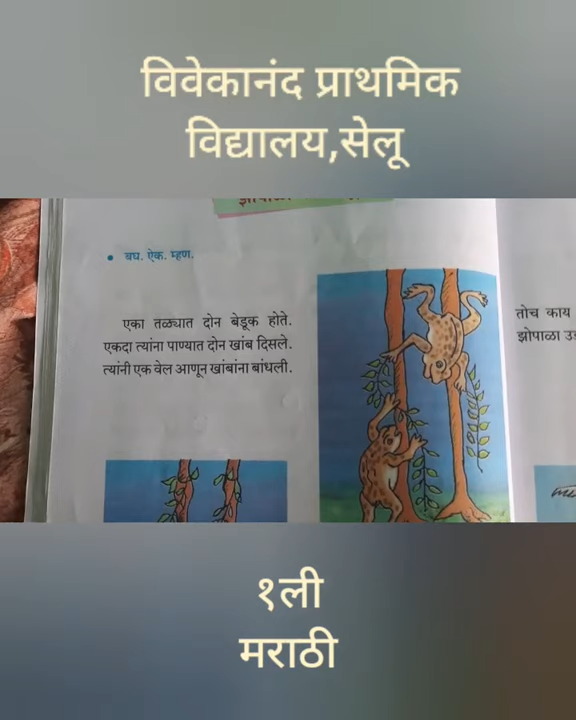 विवेकानंद प्राथमिक
विद्यालय,सेलू
• बघ. ऐक. म्हण.
एका तळ्यात दोन बेडूक होते.
एकदा त्यांना पाण्यात दोन खांब दिसले.
त्यांनी एक वेल आणून खांबांना बांधली.
तोच काय
झोपाळा
१ली
मराठी